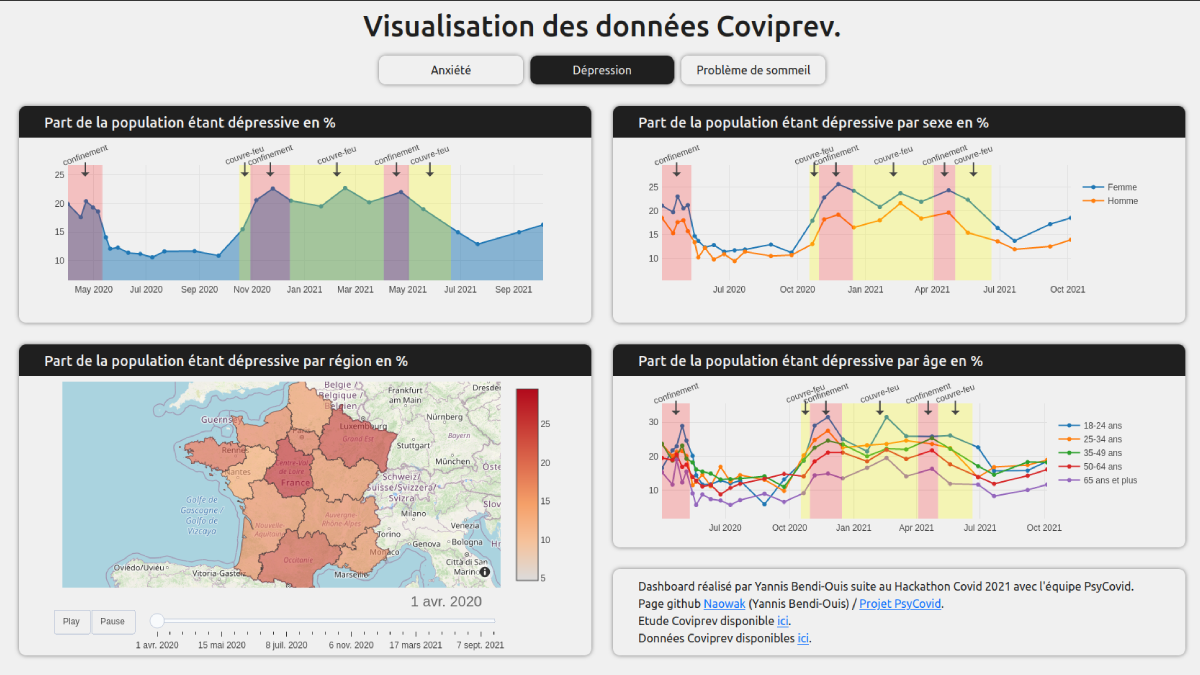 Visualisation des données Coviprev.
Anxiété
Dépression
Problème de sommeil
Part de la population étant dépressive en %
confinement
couvre-feu
confinement
couvre-feu
confinement
couvre-feu
25
20
15
10
May 2020
Jul 2020
Sep 2020
Nov 2020
Jan 2021
Mar 2021
May 2021
Jul 2021
Sep 2021
Part de la population étant dépressive par sexe en %
confinement
couvre-feu
confinement
couvre-feu
confinement
couvre-feu
25
20
15
10
Jul 2020
Oct 2020
Jan 2021
Apr 2021
Jul 2021
Oct 2021
Femme
Homme
Part de la population étant dépressive par région en %
België /
Belgique /
Belgien
Frankfurt
am Main
Dresden
Guernsey
Luxembourg
Nürnberg
Grand Est
Bayern
Rennes
Stuttgart
Centre-Val
de Loire
München
Nantes
France
Schweiz/
Suisse/Svizzera/
Svizra
Golfe de
Gascogne /
Golfo de
Vizcaya
Nouvelle
Aquitaine
Auvergne
Rhône Alpes
Milano
Venezia
Torino
Genova
Bologna
Monaco
Occitanie
Città di San
Marino
Oviedo/Uviéu
Vitoria-Gasteiz
Marseille
25
20
15
10
5
1 avr. 2020
Play
Pause
1 avr. 2020
15 mai 2020
8 juil. 2020
6 nov. 2020
17 mars 2021
7 sept. 2021
Part de la population étant dépressive par âge en %
confinement
couvre-feu
confinement
couvre-feu
confinement
couvre-feu
30
20
10
Jul 2020
Oct 2020
Jan 2021
Apr 2021
Jul 2021
Oct 2021
18-24 ans
25-34 ans
35-49 ans
50-64 ans
65 ans et plus
Dashboard réalisé par Yannis Bendi-Ouis suite au Hackathon Covid 2021 avec l'équipe PsyCovid.
Page github Naowak (Yannis Bendi-Ouis) / Projet PsyCovid.
Etude Coviprev disponible ici.
Données Coviprev disponibles ici.